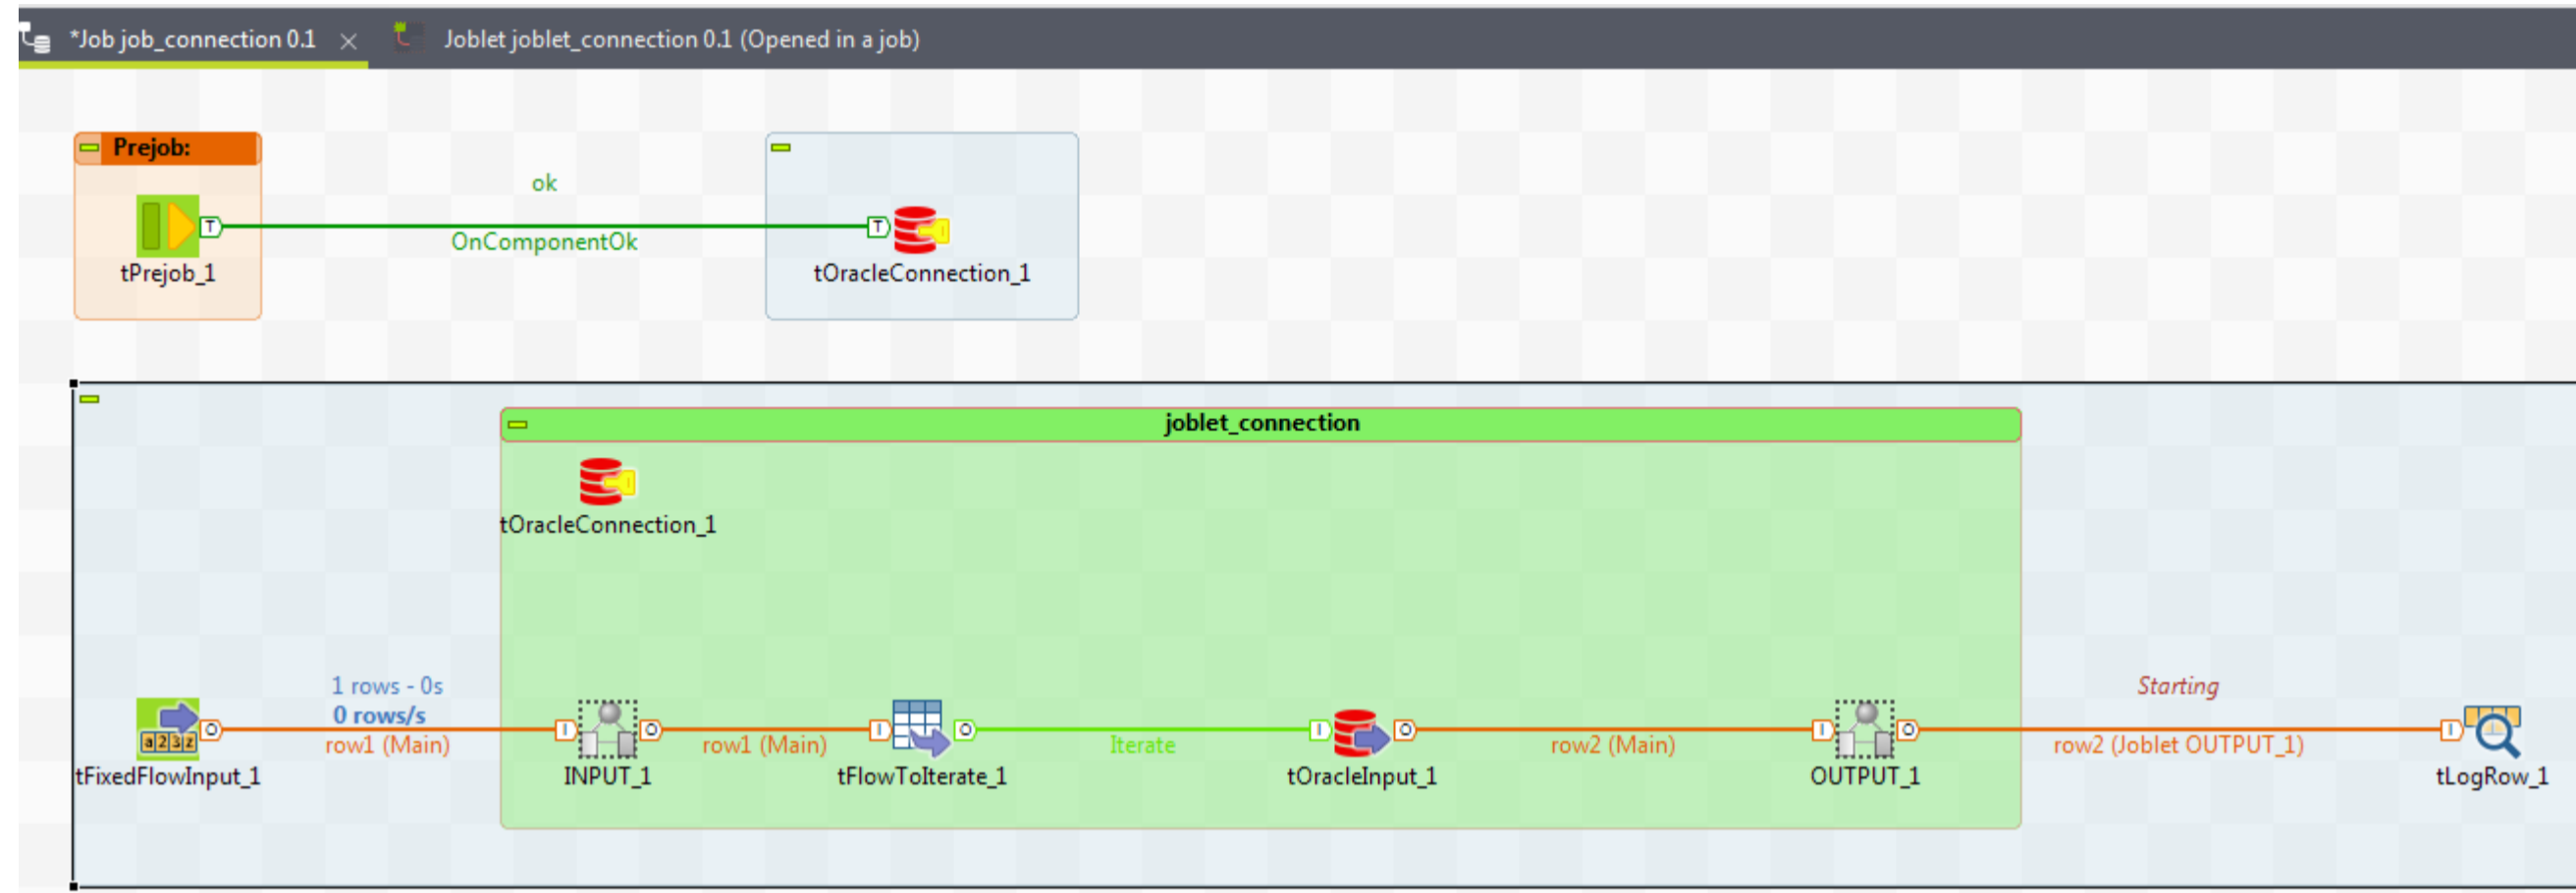 *Job job_connection 0.1
Joblet joblet_connection 0.1 (Opened in a job)
Prejob:
ok
T
T
OnComponentOk
tPrejob_1
tOracleConnection_1
joblet_connection
tOracleConnection_1
1 rows - 0s
0 rows/s
Starting
a23z
O
I
O
I
O
I
O
I
O
I
row1 (Main)
row1 (Main)
Iterate
row2 (Main)
row2 (Joblet OUTPUT_1)
tFixedFlowInput_1
INPUT_1
tFlowToIterate_1
tOracleInput_1
OUTPUT_1
tLogRow_1